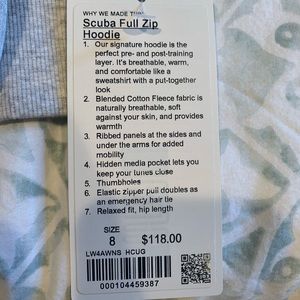 WHY WE MADE THIS
Scuba Full Zip
Hoodie
1. Our signature hoodie is the
perfect pre- and post-training
layer. It's breathable, warm,
and comfortable like a
sweatshirt with a put-together
look
2. Blended Cotton Fleece fabric is
naturally breathable, soft
against your skin, and provides
warmth
3. Ribbed panels at the sides and
under the arms for added
mobility
4. Hidden media pocket lets you
keep your tunes close
5. Thumbholes
6. Elastic zipper pull doubles as
an emergency hair tie
7. Relaxed fit, hip length
SIZE
8 $118.00
LW4AWNS HCUG
000104459387